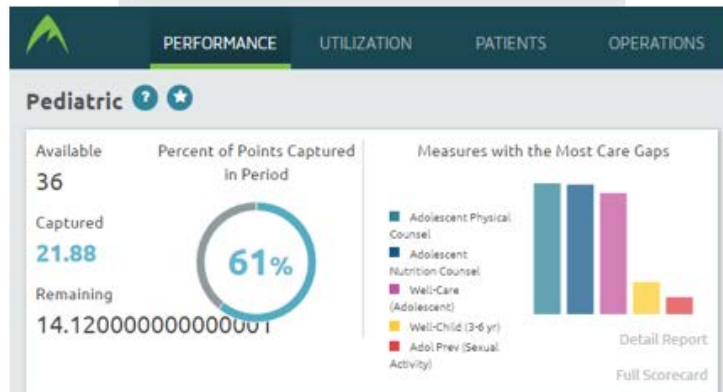 PERFORMANCE UTILIZATION PATIENTS OPERATIONS
Pediatric ?
Available
36
Captured
21.88
Remaining
14.120000000000001
Percent of Points Captured
in Period
61%
Measures with the Most Care Gaps
Adolescent Physical
Counsel
Adolescent
Nutrition Counsel
Well-Care
(Adolescent)
Well-Child (3-6 yr)
Adol Prev (Sexual
Activity)
Detail Report
Full Scorecard